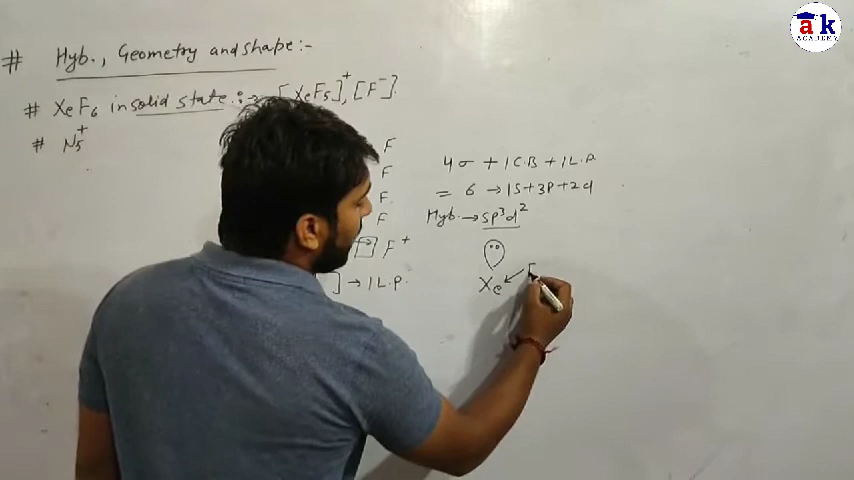 ak
ACADEMY
# Hyb., Geometry and shape:-
# XeF6 in solid state :→ [XeF5]+, [F-].
# N5+
F
F
F
F
F+
] → 1 L.P.
4σ + 1 C.B + 1 L.P
= 6 → 1S + 3P + 2d
Hyb. → sp3d2
Xe